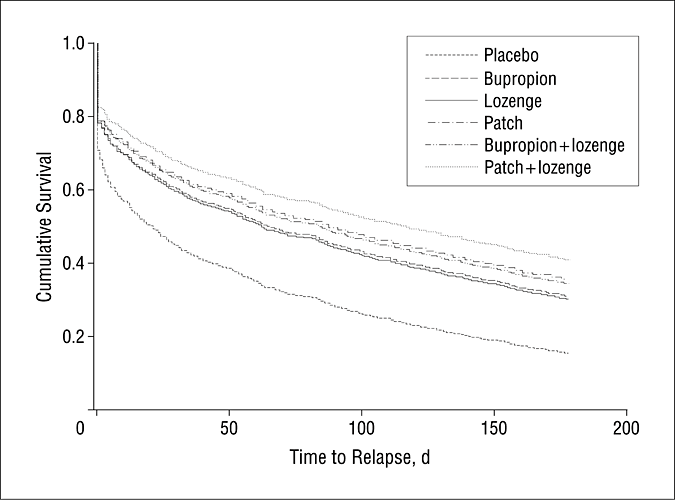 1.0
0.8
0.6
0.4
0.2
0
50
100
150
200
Cumulative Survival
Time to Relapse, d
Placebo
Bupropion
Lozenge
Patch
Bupropion + lozenge
Patch + lozenge